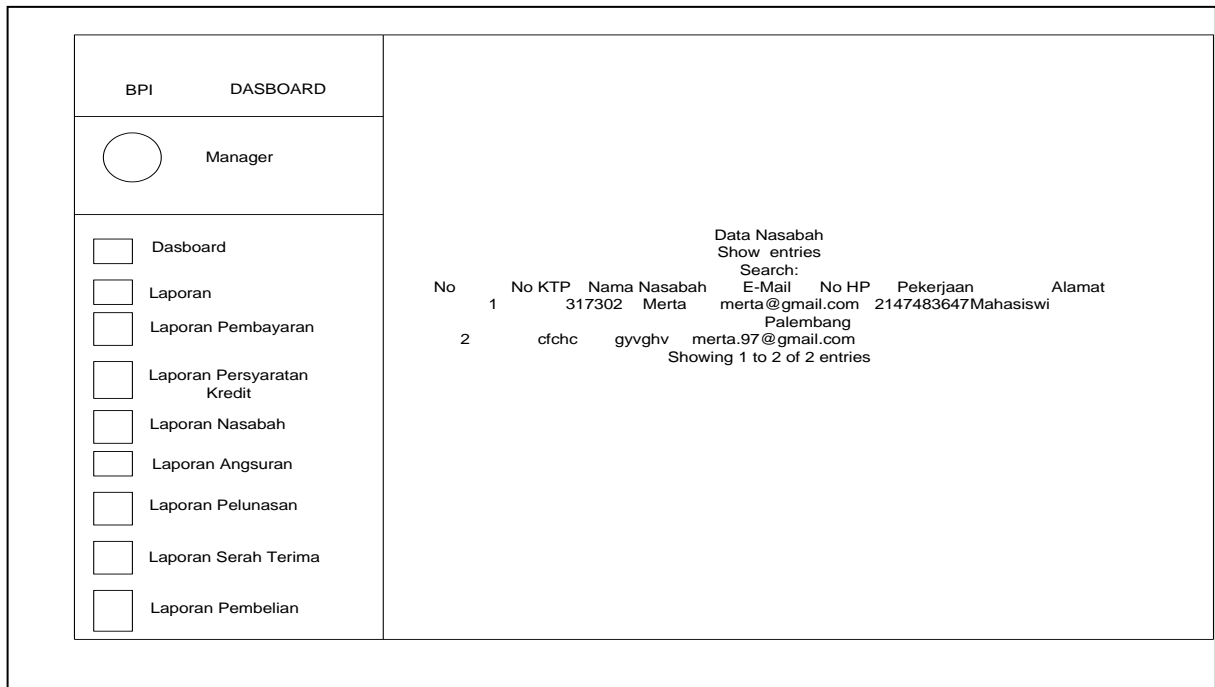 BPI DASBOARD
Manager
Dasboard
Laporan
Laporan Pembayaran
Laporan Persyaratan
Kredit
Laporan Nasabah
Laporan Angsuran
Laporan Pelunasan
Laporan Serah Terima
Laporan Pembelian
Data Nasabah
Show entries
Search:
No No KTP Nama Nasabah E-Mail No HP Pekerjaan Alamat
1 317302 Merta merta@gmail.com 2147483647Mahasiswi
Palembang
2 cfchc gyvghv merta.97@gmail.com
Showing 1 to 2 of 2 entries